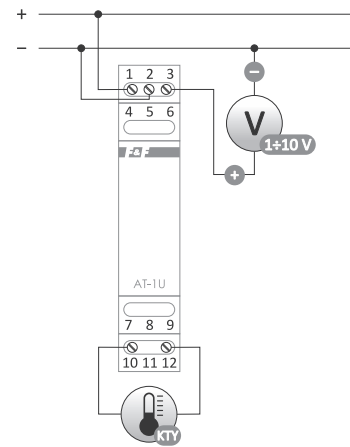 +
−
1 2 3
4 5 6
−
V
1÷10 V
F&F
+
AT-1U
7 8 9
10 11 12
KTY